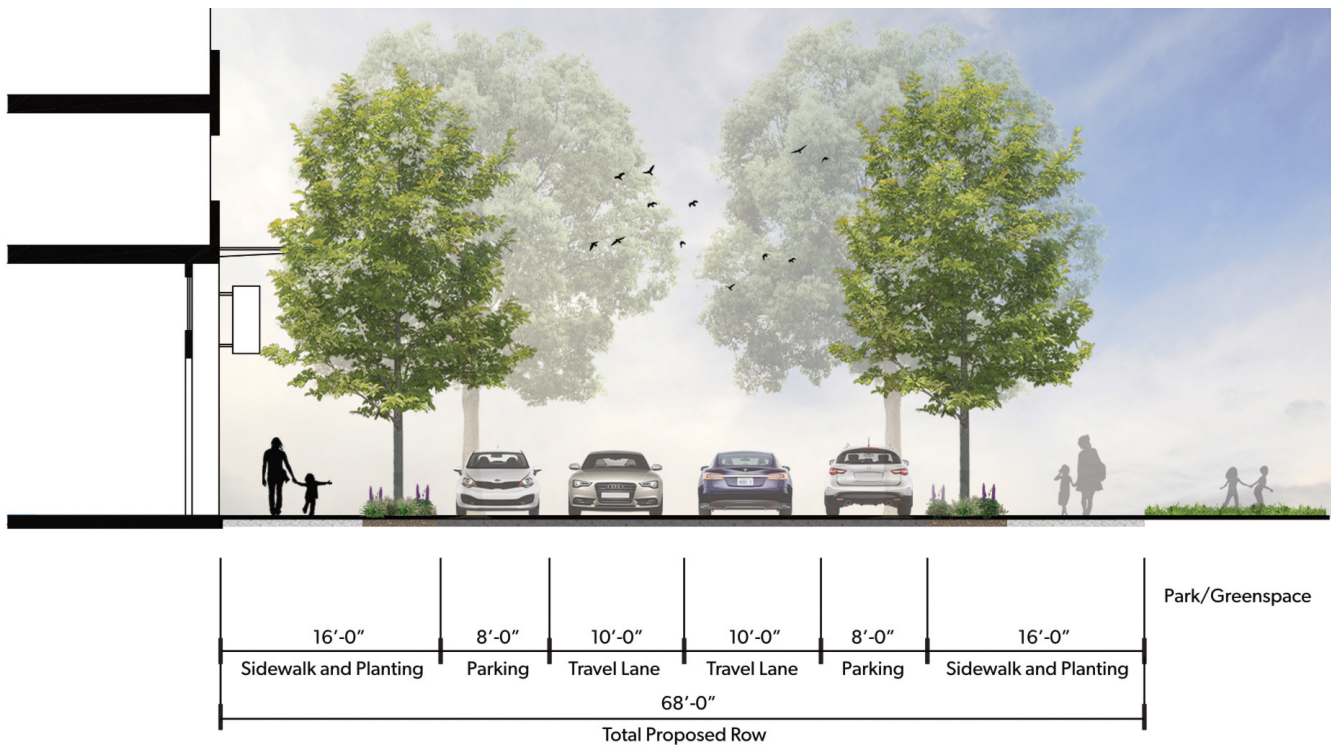 Park/Greenspace
16’-0” 8’-0” 10’-0” 10’-0” 8’-0” 16’-0”
Sidewalk and Planting Parking Travel Lane Travel Lane Parking Sidewalk and Planting
68’-0”
Total Proposed Row